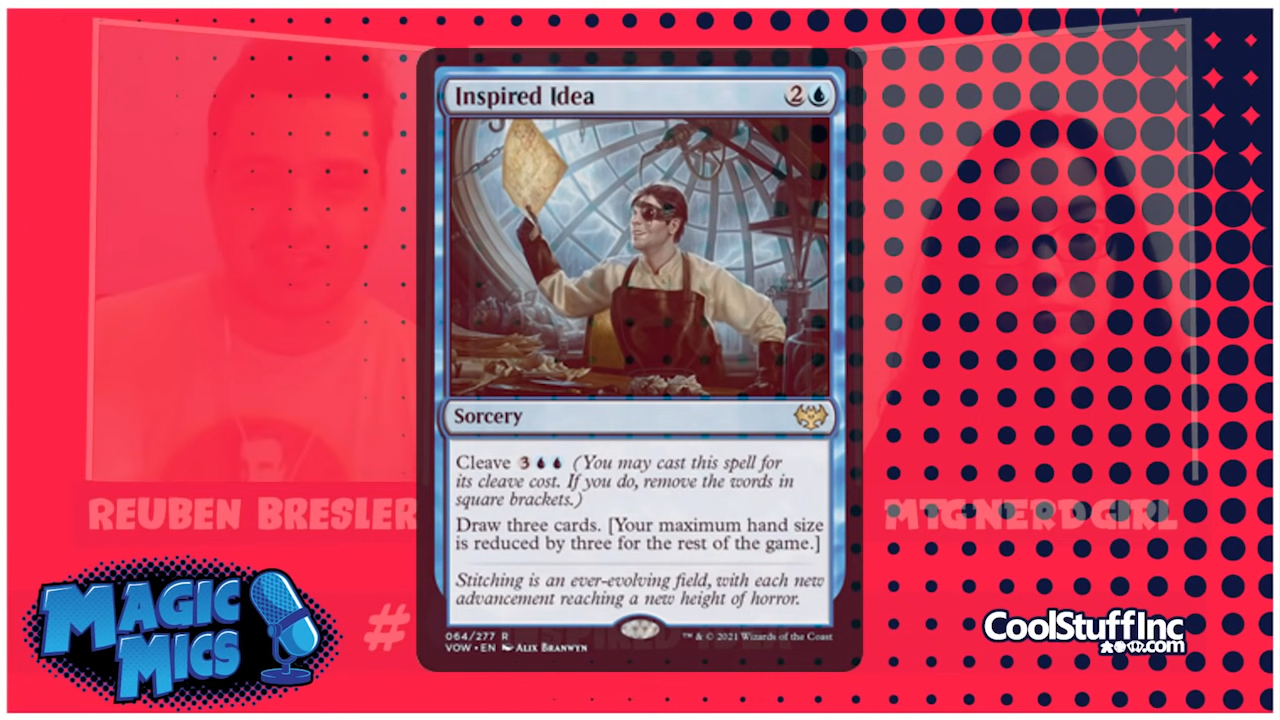 Inspired Idea 2
Sorcery
Cleave 3 (You may cast this spell for
its cleave cost. If you do, remove the words in
square brackets.)
Draw three cards. [Your maximum hand size
is reduced by three for the rest of the game.]
Stitching is an ever-evolving field, with each new
advancement reaching a new height of horror.
064/277 R
VOW • EN Alix Branwyn
™ & © 2021 Wizards of the Coast
REUBEN BRESLER
MTGNERDGIRL
MAGIC
MICS
#
CoolStuffInc
.com